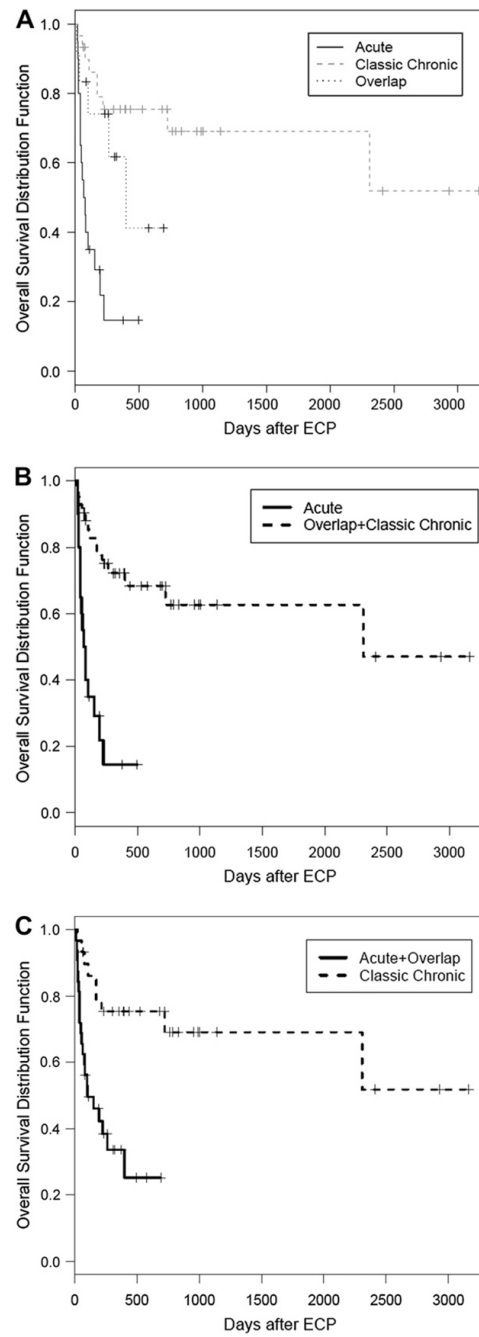 A
Overall Survival Distribution Function
1.0
0.8
0.6
0.4
0.2
0.0
Acute
Classic Chronic
Overlap
0 500 1000 1500 2000 2500 3000
Days after ECP
B
Overall Survival Distribution Function
1.0
0.8
0.6
0.4
0.2
0.0
Acute
Overlap+Classic Chronic
0 500 1000 1500 2000 2500 3000
Days after ECP
C
Overall Survival Distribution Function
1.0
0.8
0.6
0.4
0.2
0.0
Acute+Overlap
Classic Chronic
0 500 1000 1500 2000 2500 3000
Days after ECP